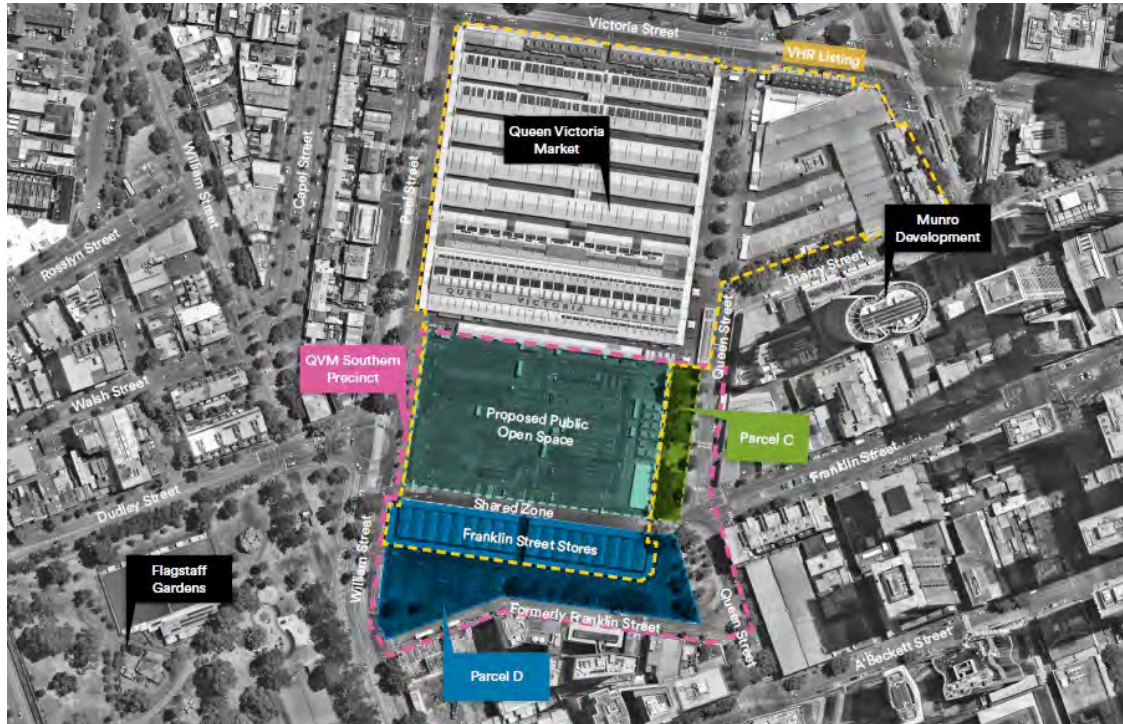 Victoria Street
VHR Listing
Queen Victoria
Market
William Street
Capel Street
Peel Street
Rosslyn Street
Munro
Development
Therry Street
QUEEN VICTORIA MARKET
Queen Street
QVM Southern
Precinct
Walsh Street
Proposed Public
Open Space
Parcel C
Franklin Street
Dudley Street
Shared Zone
Franklin Street Stores
William Street
Flagstaff
Gardens
Formerly Franklin Street
Queen Street
A'Beckett Street
Parcel D